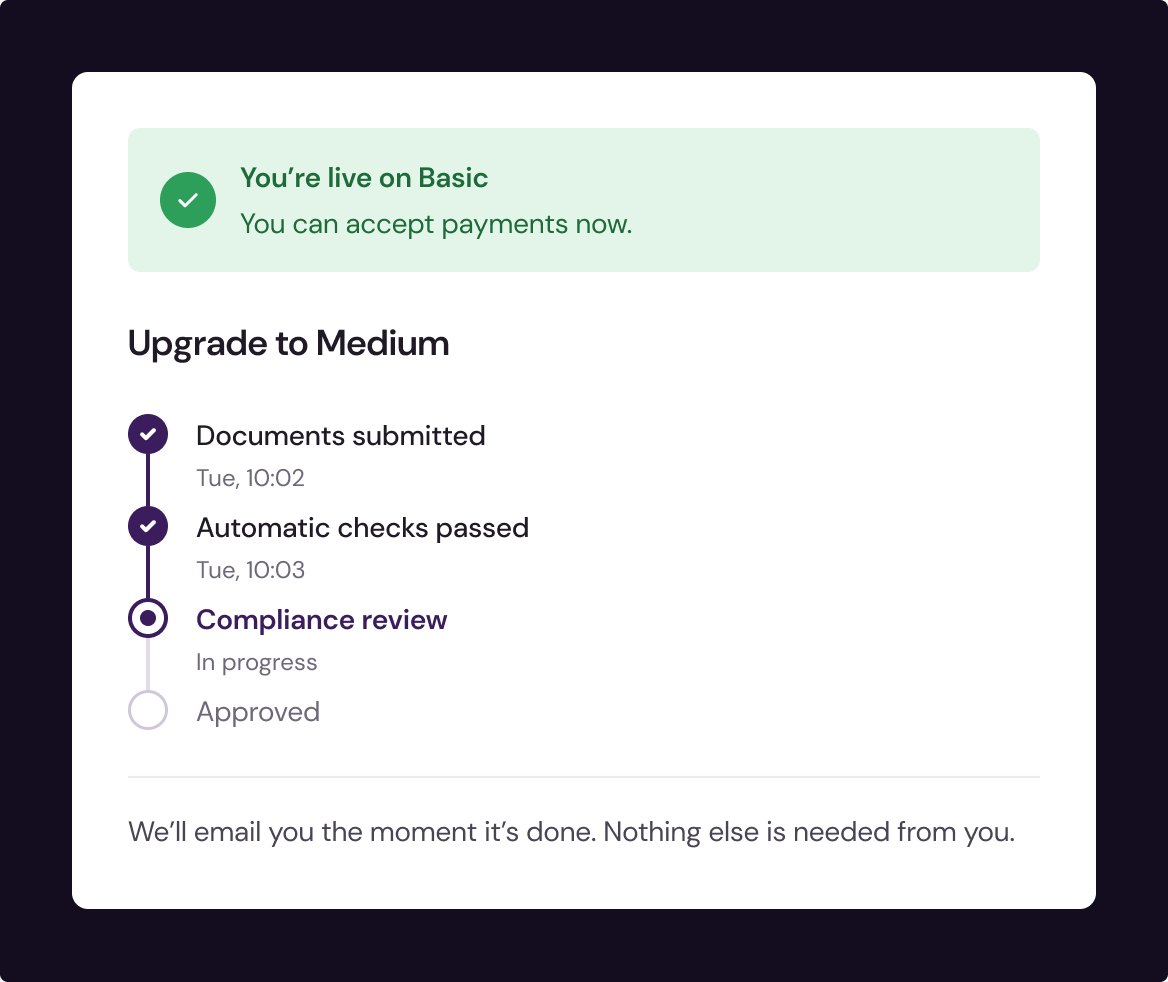 You’re live on Basic
You can accept payments now.
Upgrade to Medium
Documents submitted
Tue, 10:02
Automatic checks passed
Tue, 10:03
Compliance review
In progress
Approved
We’ll email you the moment it’s done. Nothing else is needed from you.